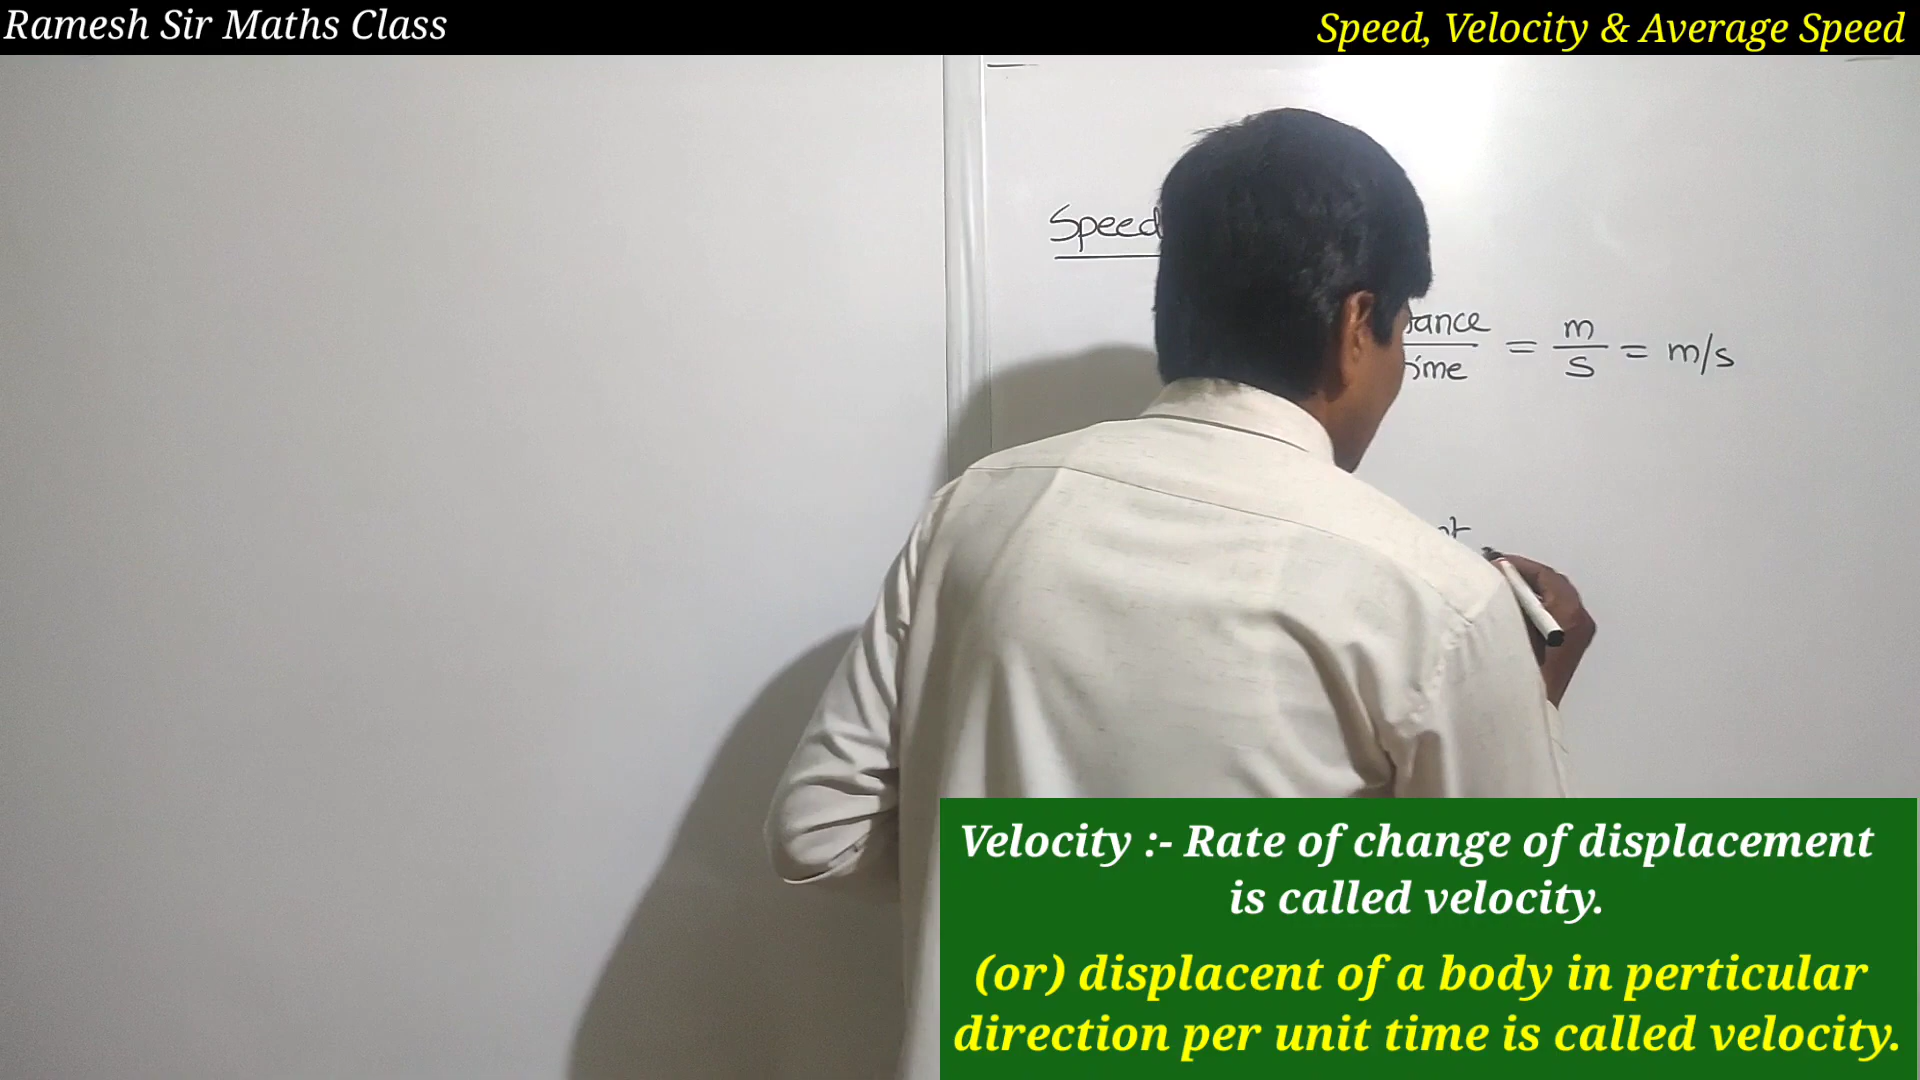 Ramesh Sir Maths Class
Speed, Velocity & Average Speed
Speed
= m/s = m/s
Velocity :- Rate of change of displacement
is called velocity.
(or) displacent of a body in perticular
direction per unit time is called velocity.